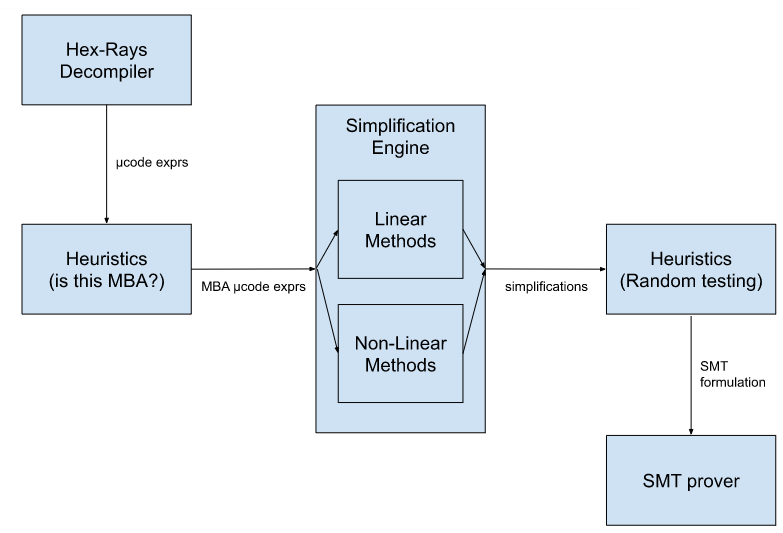 Hex-Rays
Decompiler
µcode exprs
Heuristics
(is this MBA?)
MBA µcode exprs
Simplification
Engine
Linear
Methods
Non-Linear
Methods
simplifications
Heuristics
(Random testing)
SMT
formulation
SMT prover